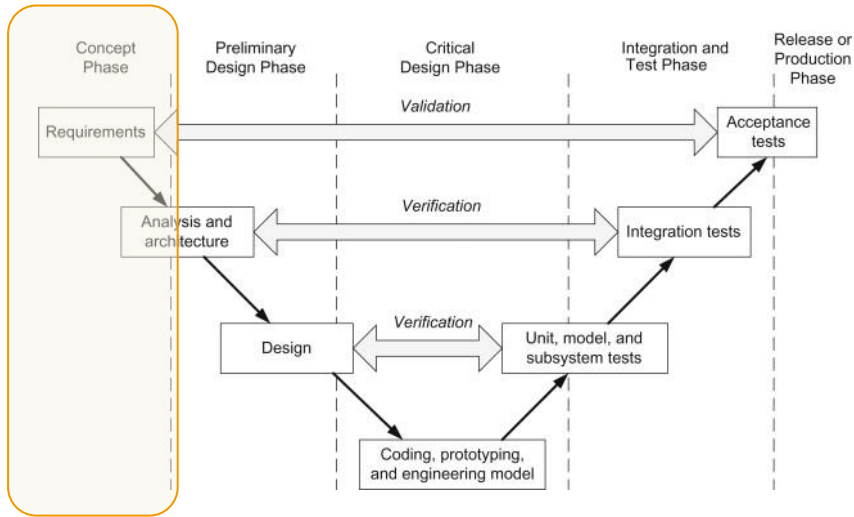 Concept
Phase
Preliminary
Design Phase
Critical
Design Phase
Integration and
Test Phase
Release or
Production
Phase
Validation
Requirements
Acceptance
tests
Verification
Analysis and
architecture
Integration tests
Verification
Design
Unit, model, and
subsystem tests
Coding, prototyping,
and engineering model